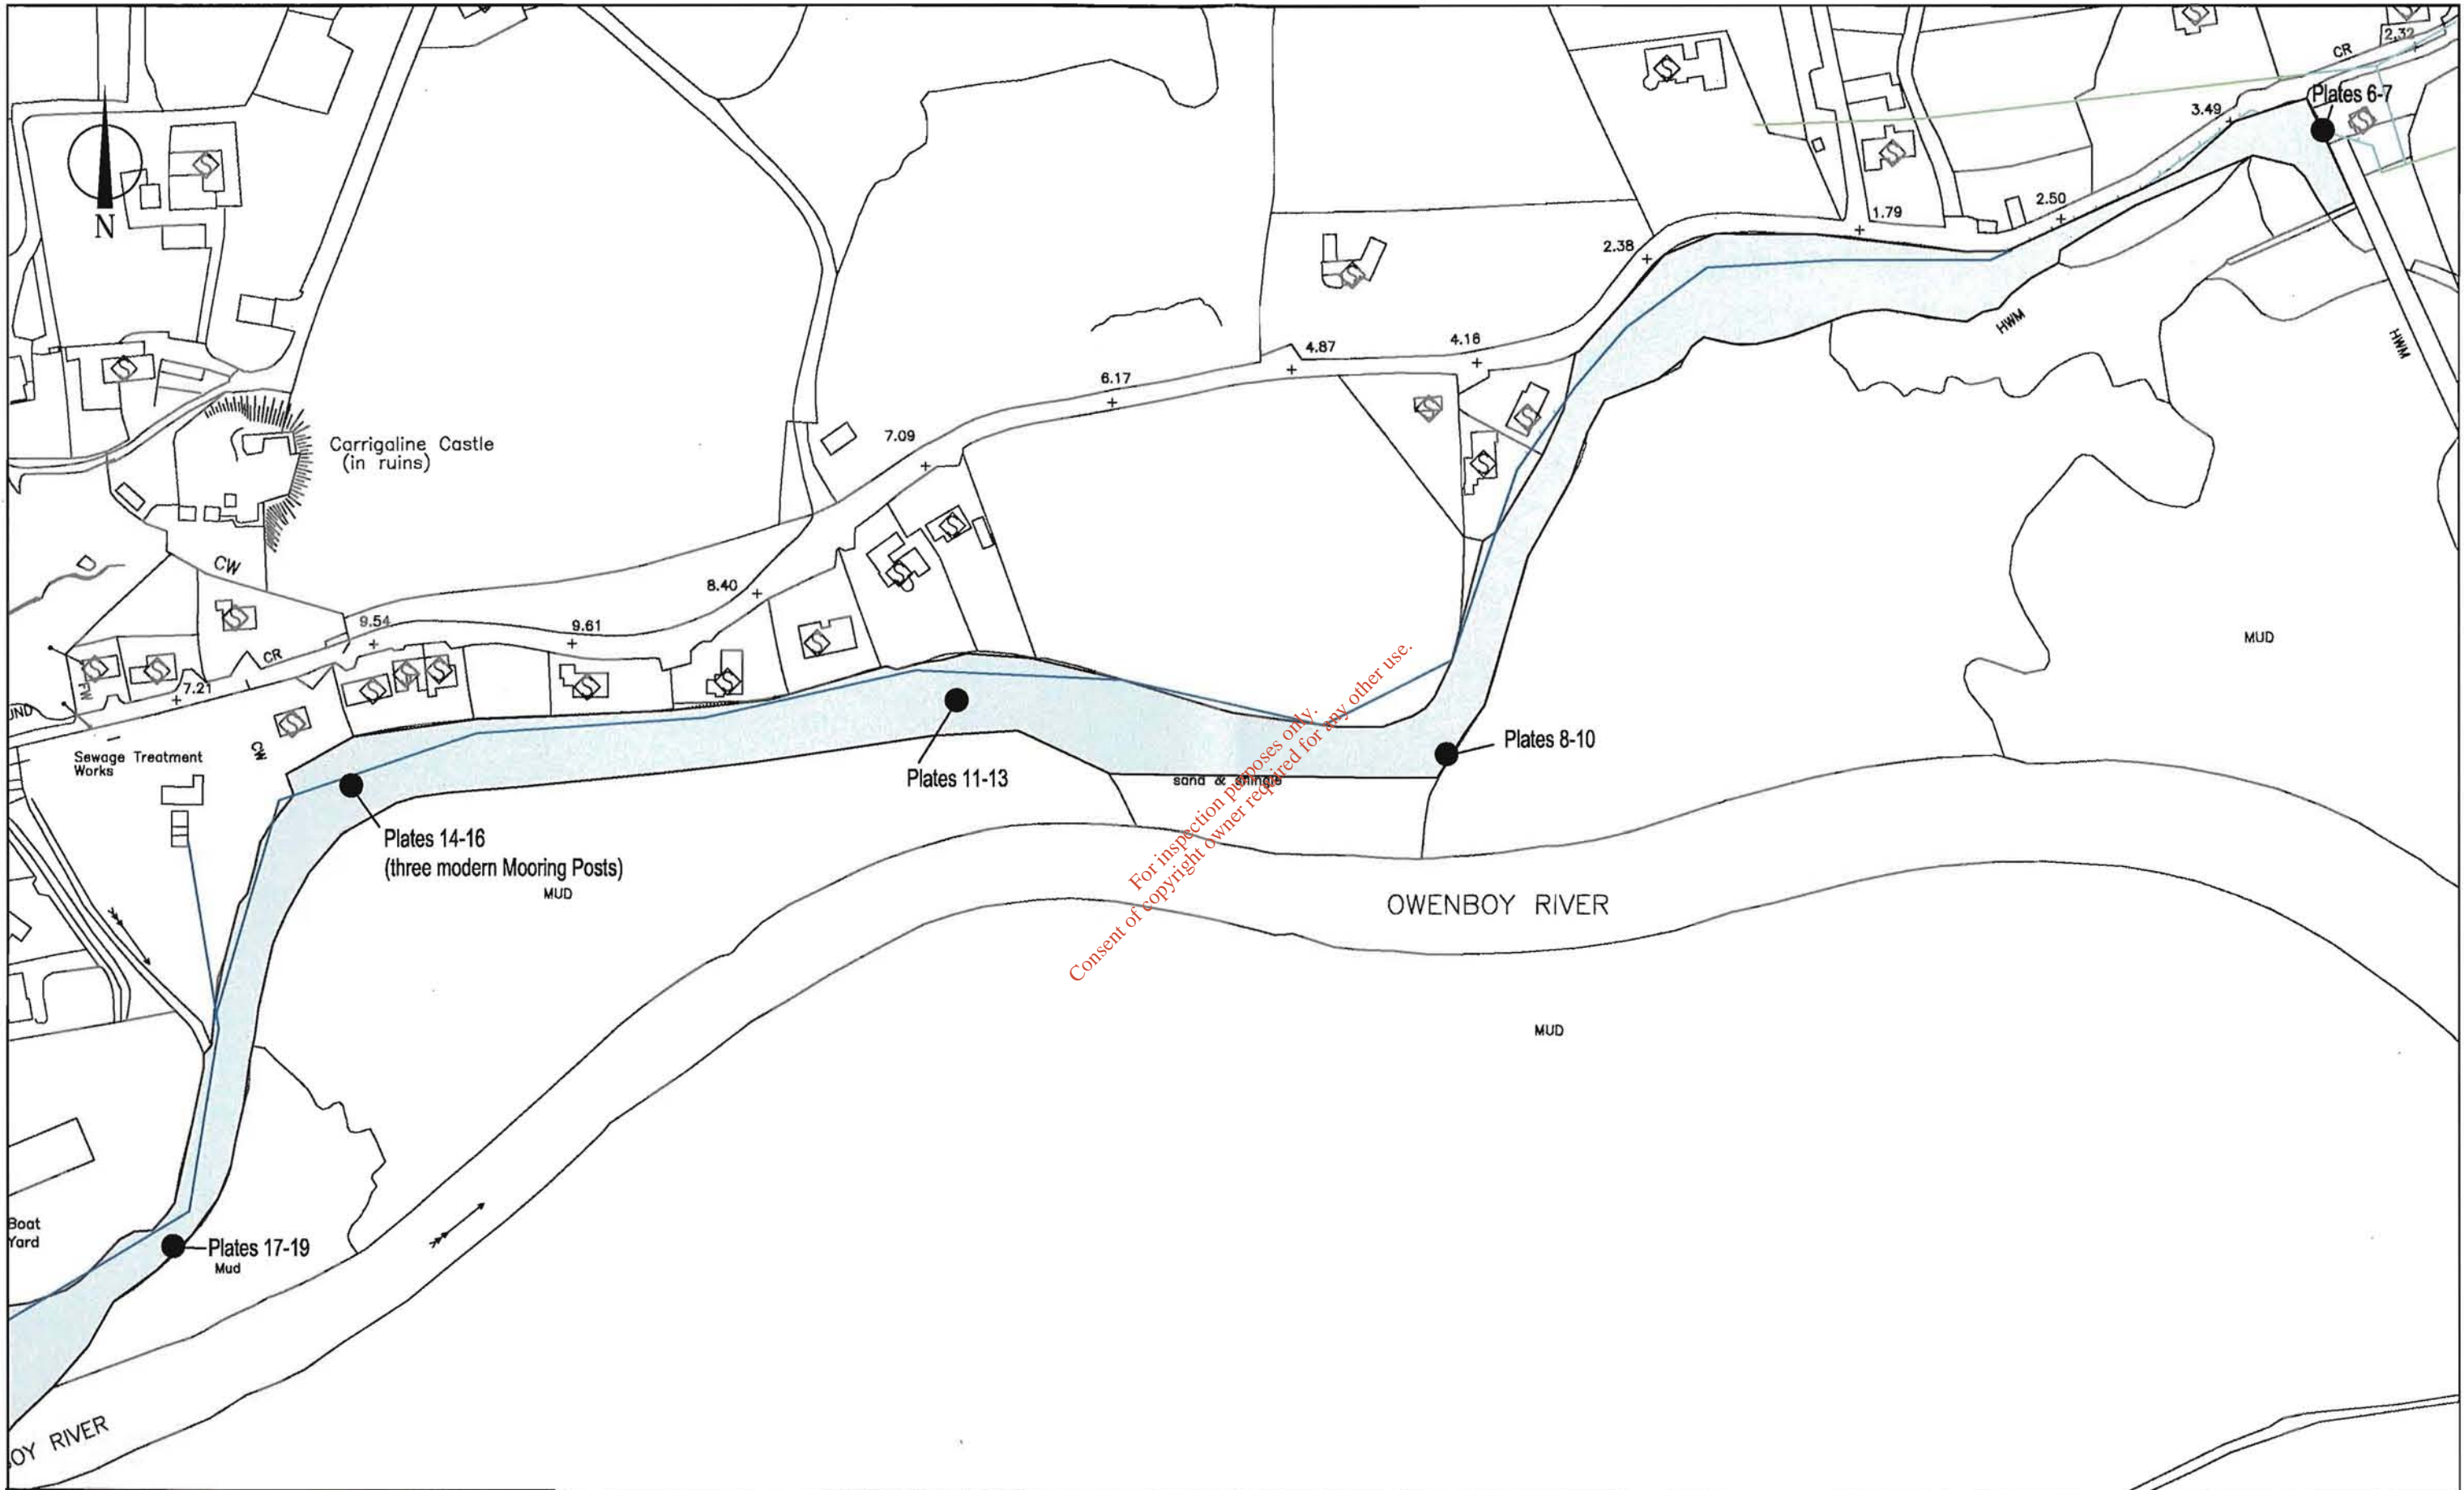 2.32
CR
Plates 6-7
3.49
N
2.50
1.79
2.38
HWM
HWM
4.16
4.87
6.17
7.09
Carrigaline Castle
(in ruins)
CW
8.40
9.54
9.61
CR
MUD
FW
7.21
UND
Sewage Treatment
Works
CW
Plates 8-10
Plates 11-13
sand & shingle
Plates 14-16
(three modern Mooring Posts)
MUD
OWENBOY RIVER
MUD
Boat
Yard
Plates 17-19
Mud
OY RIVER
For inspection purposes only.
Consent of copyright owner required for any other use.